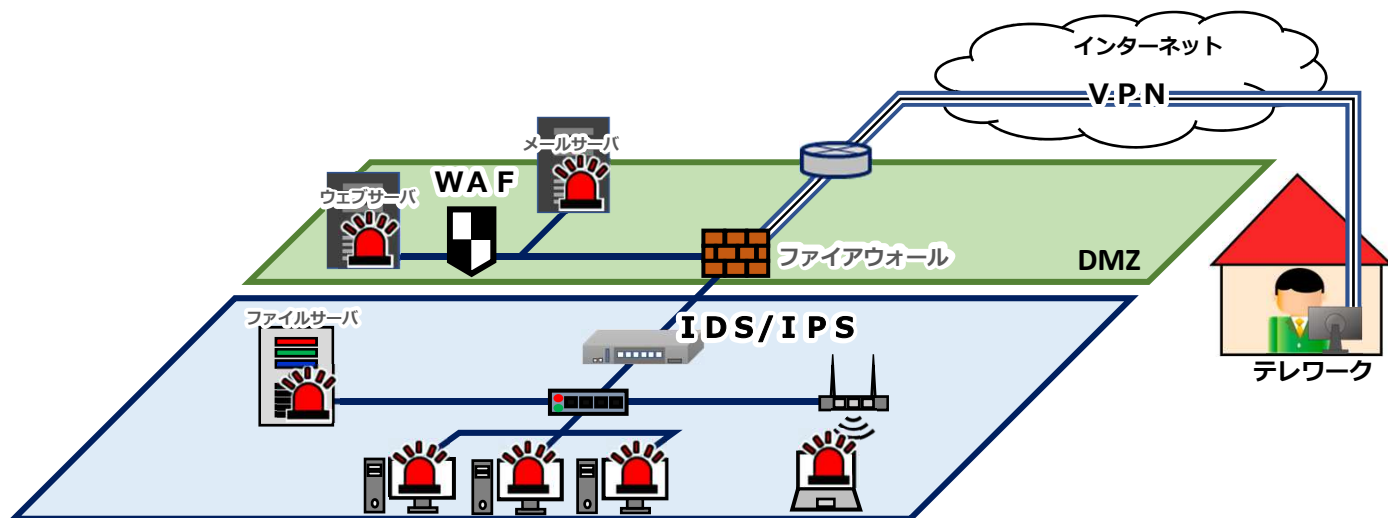 インターネット
ＶＰＮ
メールサーバ
ＷＡＦ
ウェブサーバ
ファイアウォール
DMZ
ファイルサーバ
ＩＤＳ/ＩＰＳ
テレワーク